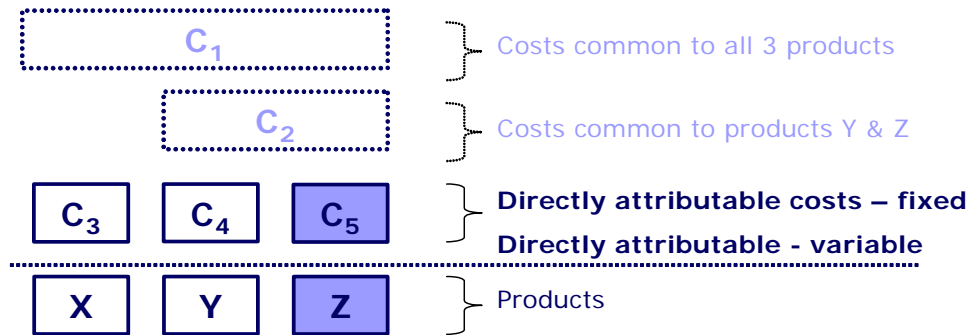 C1
Costs common to all 3 products
C2
Costs common to products Y & Z
C3 C4 C5
Directly attributable costs – fixed
Directly attributable - variable
X Y Z
Products